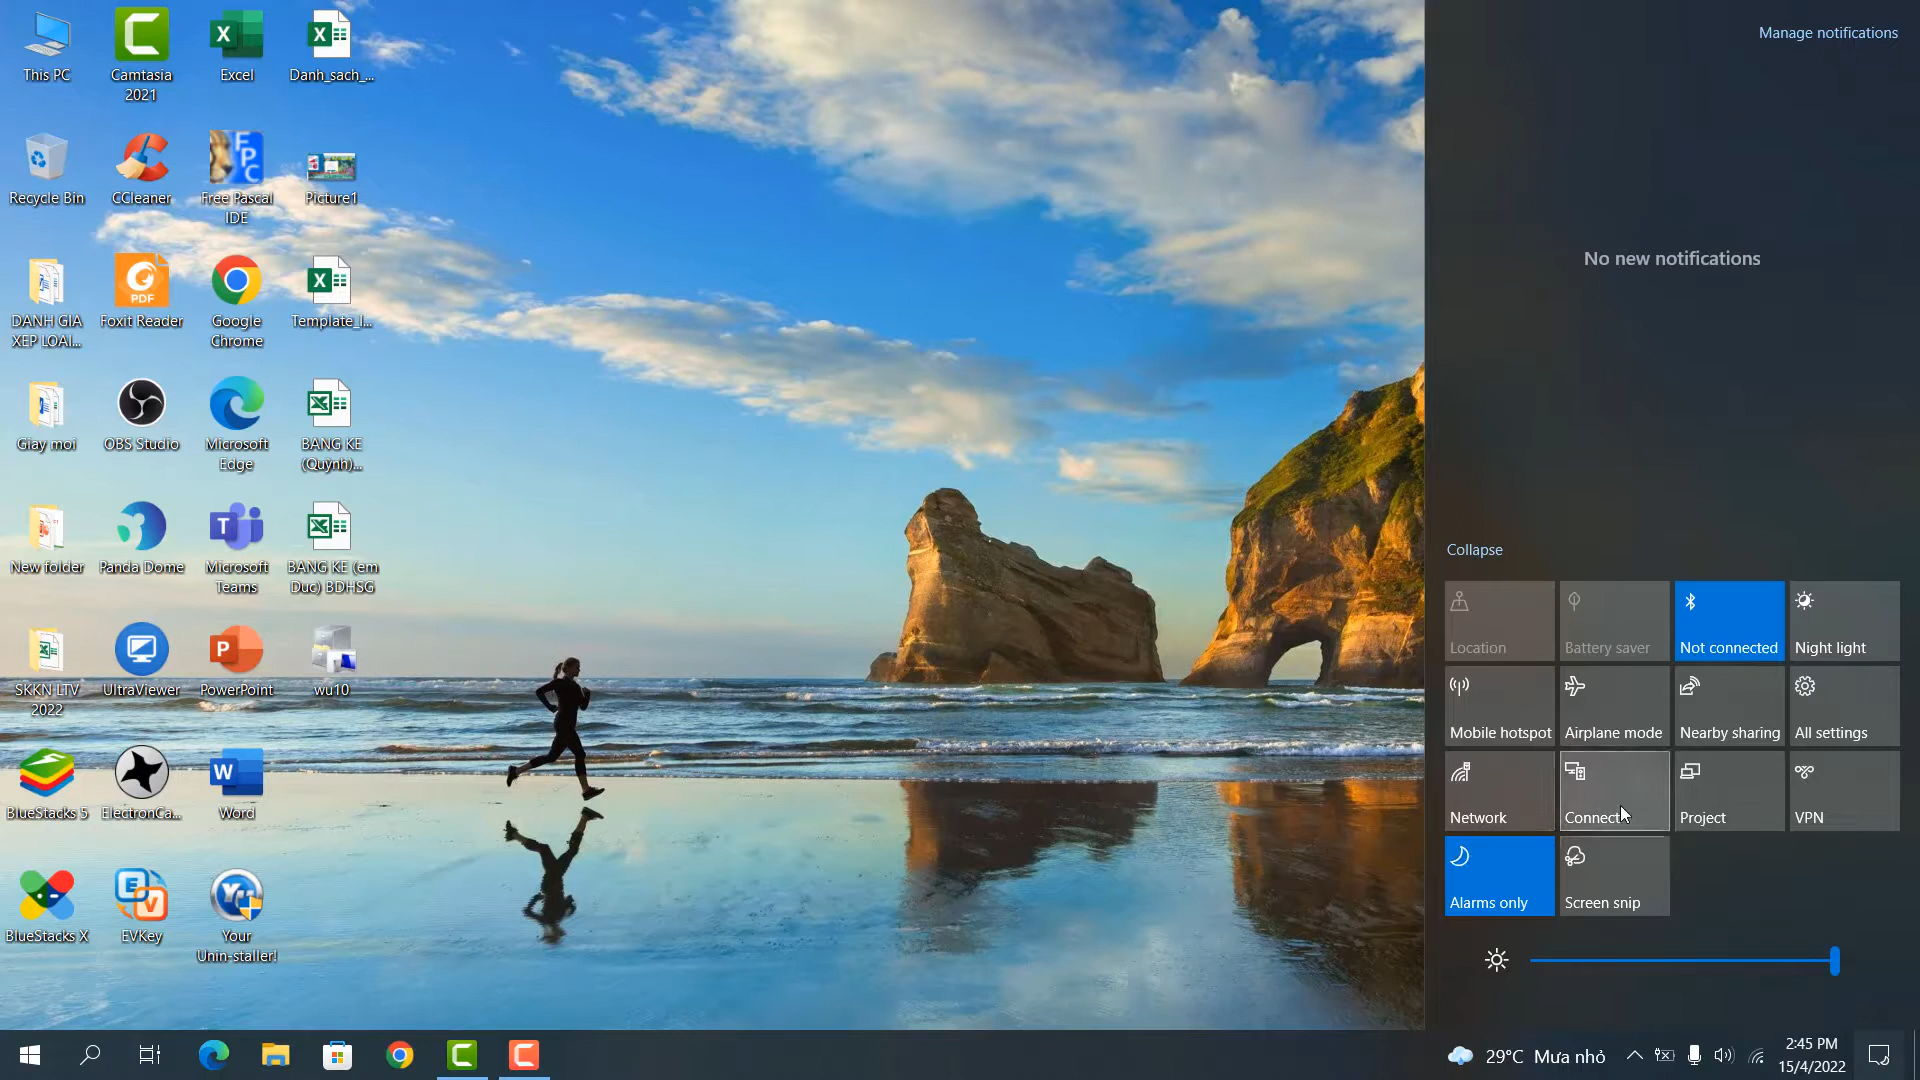 This PC
Camtasia
2021
Excel
Danh_sach_...
Recycle Bin
CCleaner
Free Pascal
IDE
Picture1
DANH GIA
XEP LOAI...
Foxit Reader
Google
Chrome
Template_I...
Giay moi
OBS Studio
Microsoft
Edge
BANG KE
(Quỳnh)...
New folder
Panda Dome
Microsoft
Teams
BANG KE (em
Duc) BDHSG
SKKN LTV
2022
UltraViewer
PowerPoint
wu10
BlueStacks 5
ElectronCa...
Word
BlueStacks X
EVKey
Your
Unin-staller!
Manage notifications
No new notifications
Collapse
Location
Battery saver
Not connected
Night light
Mobile hotspot
Airplane mode
Nearby sharing
All settings
Network
Connect
Project
VPN
Alarms only
Screen snip
29°C Mưa nhỏ
2:45 PM
15/4/2022